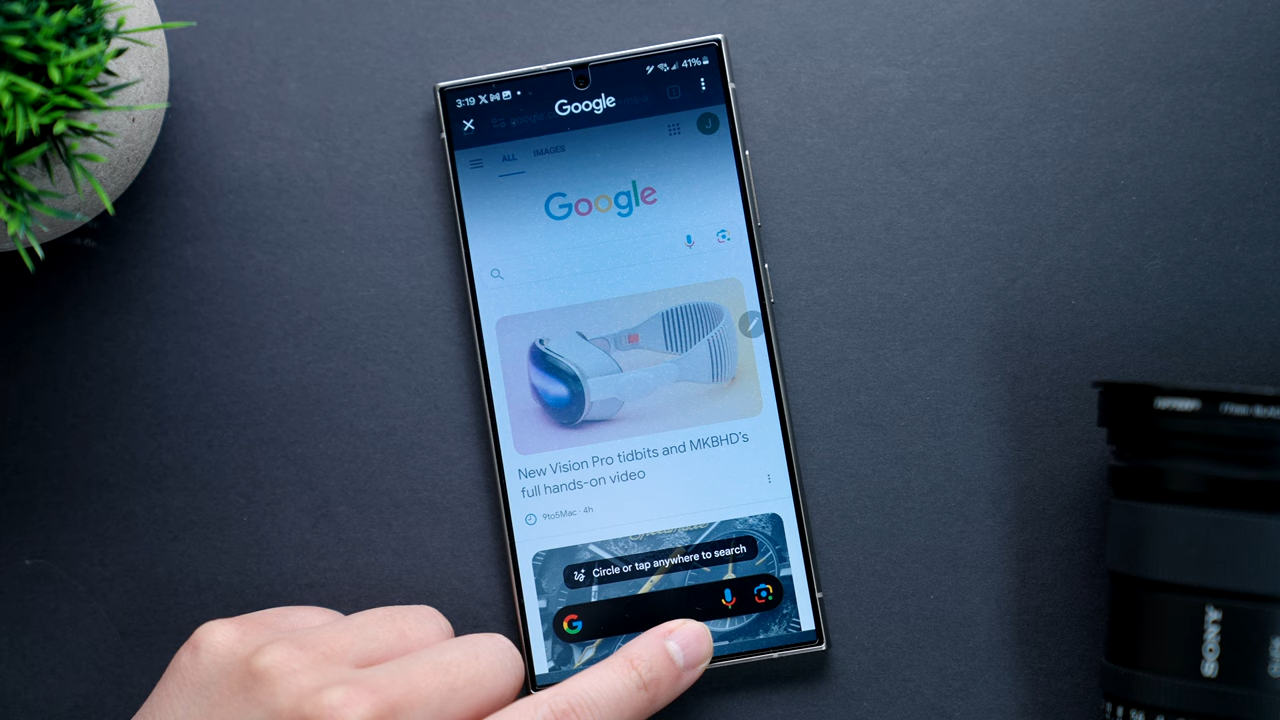 3:19 41%
Google
J
ALL IMAGES
Google
New Vision Pro tidbits and MKBHD's
full hands-on video
9to5Mac · 4h
Circle or tap anywhere to search
G
SONY